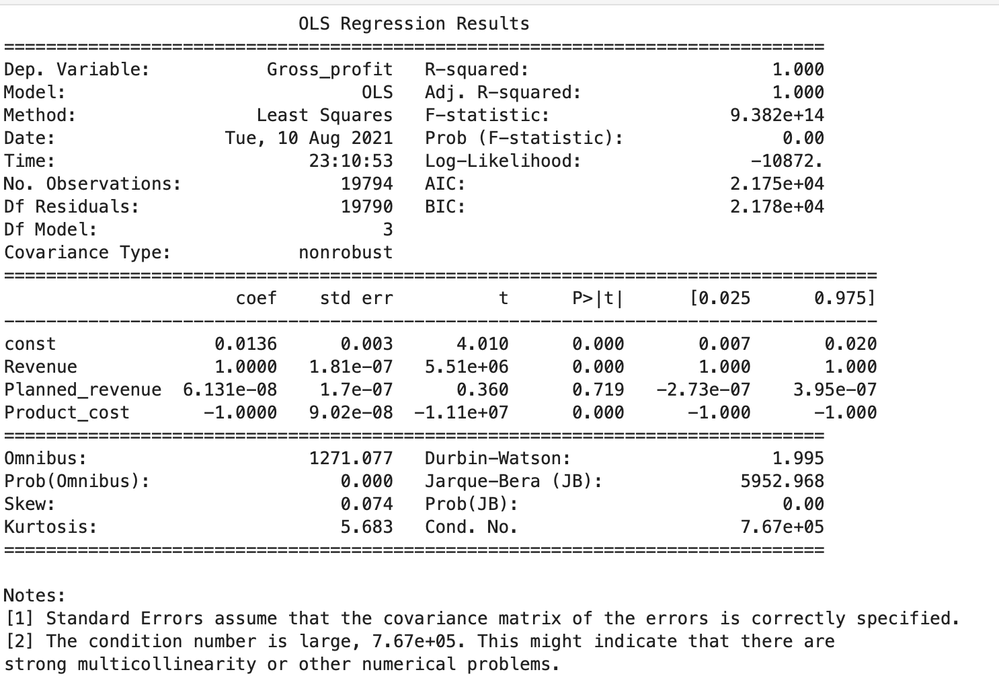 OLS Regression Results
==============================================================================
Dep. Variable:           Gross_profit   R-squared:                       1.000
Model:                            OLS   Adj. R-squared:                  1.000
Method:                 Least Squares   F-statistic:                 9.382e+14
Date:                Tue, 10 Aug 2021   Prob (F-statistic):               0.00
Time:                        23:10:53   Log-Likelihood:                -10872.
No. Observations:               19794   AIC:                         2.175e+04
Df Residuals:                   19790   BIC:                         2.178e+04
Df Model:                           3
Covariance Type:            nonrobust
===================================================================================
                      coef    std err          t      P>|t|      [0.025      0.975]
-----------------------------------------------------------------------------------
const               0.0136      0.003      4.010      0.000       0.007       0.020
Revenue             1.0000   1.81e-07   5.51e+06      0.000       1.000       1.000
Planned_revenue  6.131e-08    1.7e-07      0.360      0.719   -2.73e-07    3.95e-07
Product_cost       -1.0000   9.02e-08  -1.11e+07      0.000      -1.000      -1.000
==============================================================================
Omnibus:                     1271.077   Durbin-Watson:                   1.995
Prob(Omnibus):                  0.000   Jarque-Bera (JB):             5952.968
Skew:                           0.074   Prob(JB):                         0.00
Kurtosis:                       5.683   Cond. No.                     7.67e+05
==============================================================================
Notes:
[1] Standard Errors assume that the covariance matrix of the errors is correctly specified.
[2] The condition number is large, 7.67e+05. This might indicate that there are
strong multicollinearity or other numerical problems.